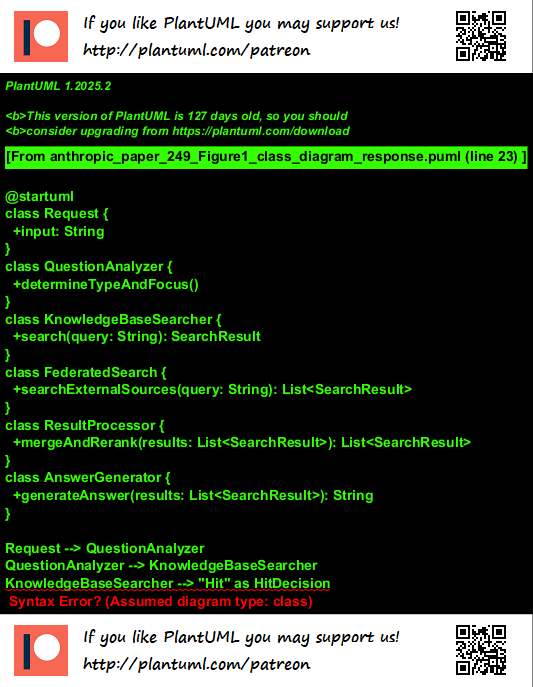 If you like PlantUML you may support us!
http://plantuml.com/patreon
PlantUML 1.2025.2
<b>This version of PlantUML is 127 days old, so you should
<b>consider upgrading from https://plantuml.com/download
[From anthropic_paper_249_Figure1_class_diagram_response.puml (line 23) ]
@startuml
class Request {
+input: String
}
class QuestionAnalyzer {
+determineTypeAndFocus()
}
class KnowledgeBaseSearcher {
+search(query: String): SearchResult
}
class FederatedSearch {
+searchExternalSources(query: String): List<SearchResult>
}
class ResultProcessor {
+mergeAndRerank(results: List<SearchResult>): List<SearchResult>
}
class AnswerGenerator {
+generateAnswer(results: List<SearchResult>): String
}
Request --> QuestionAnalyzer
QuestionAnalyzer --> KnowledgeBaseSearcher
KnowledgeBaseSearcher --> "Hit" as HitDecision
Syntax Error? (Assumed diagram type: class)
If you like PlantUML you may support us!
http://plantuml.com/patreon